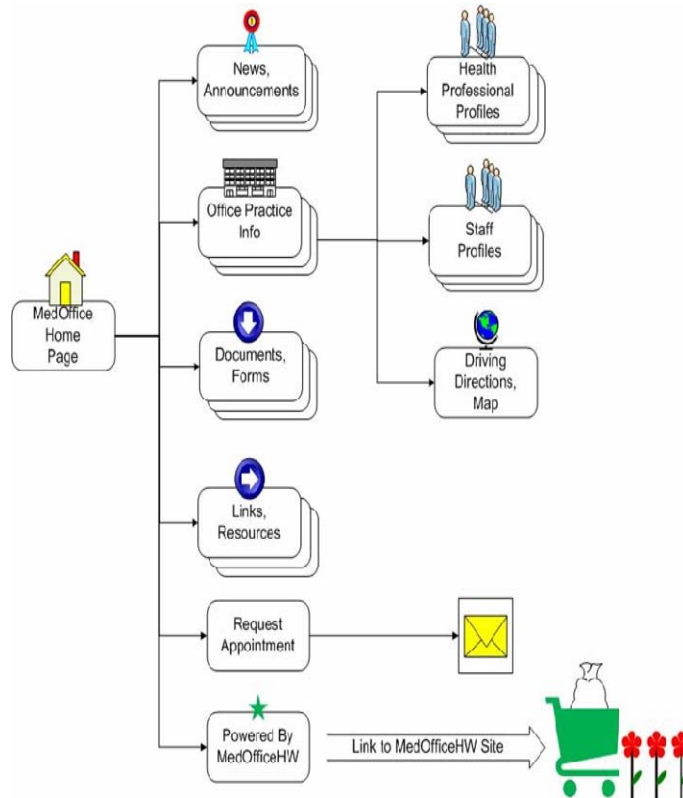 News,
Announcements
Health
Professional
Profiles
Office Practice
Info
Staff
Profiles
MedOffice
Home
Page
Documents,
Forms
Driving
Directions,
Map
Links,
Resources
Request
Appointment
Powered By
MedOfficeHW
Link to MedOfficeHW Site